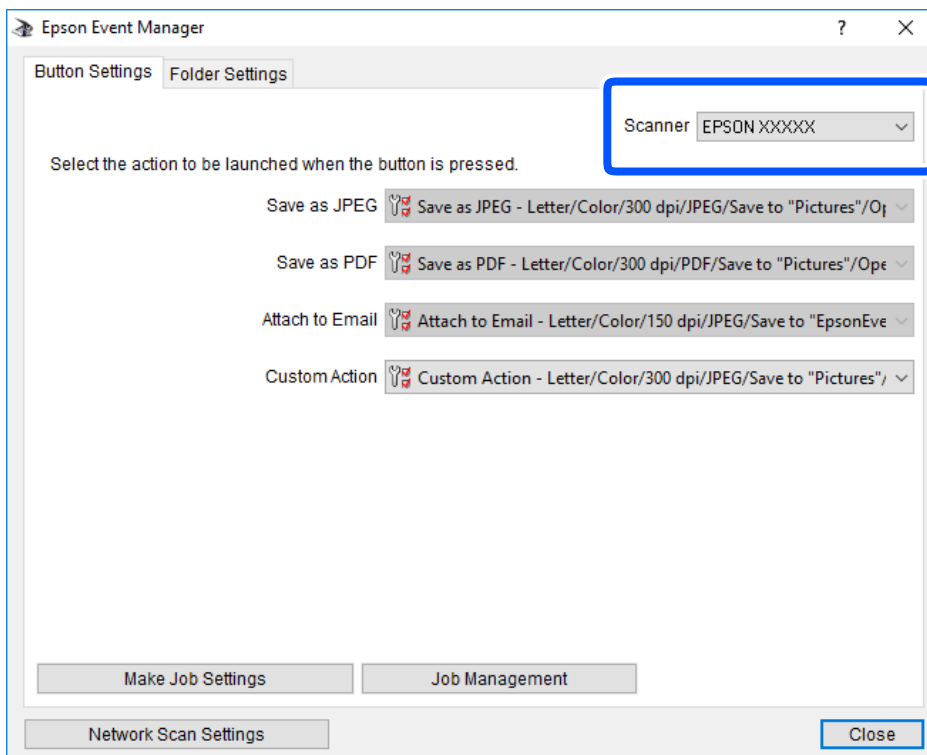 Epson Event Manager
Button Settings Folder Settings
Scanner EPSON XXXXX
Select the action to be launched when the button is pressed.
Save as JPEG Save as JPEG - Letter/Color/300 dpi/JPEG/Save to "Pictures"/Op
Save as PDF Save as PDF - Letter/Color/300 dpi/PDF/Save to "Pictures"/Ope
Attach to Email Attach to Email - Letter/Color/150 dpi/JPEG/Save to "EpsonEve
Custom Action Custom Action - Letter/Color/300 dpi/JPEG/Save to "Pictures"/
Make Job Settings Job Management
Network Scan Settings Close